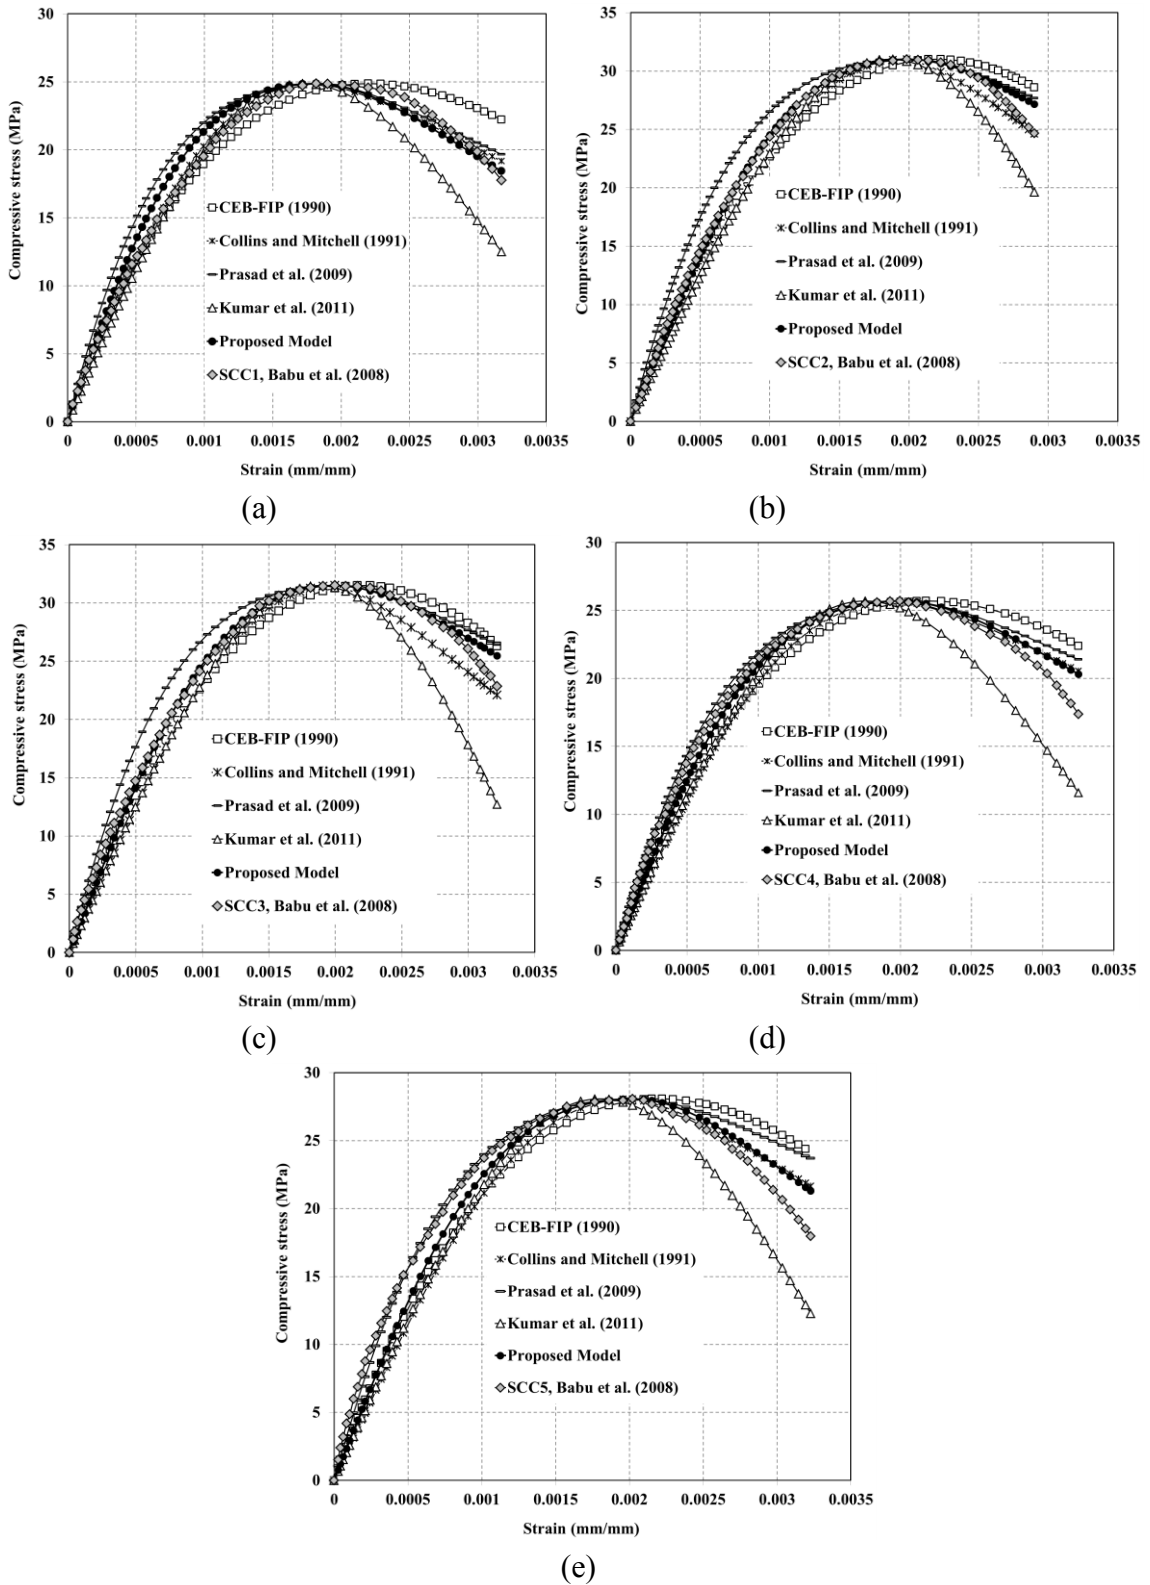 30
25
20
15
10
5
0
Compressive stress (MPa)
CEB-FIP (1990)
Collins and Mitchell (1991)
Prasad et al. (2009)
Kumar et al. (2011)
Proposed Model
SCC1, Babu et al. (2008)
0 0.0005 0.001 0.0015 0.002 0.0025 0.003 0.0035
Strain (mm/mm)
(a)
35
30
25
20
15
10
5
0
Compressive stress (MPa)
CEB-FIP (1990)
Collins and Mitchell (1991)
Prasad et al. (2009)
Kumar et al. (2011)
Proposed Model
SCC2, Babu et al. (2008)
0 0.0005 0.001 0.0015 0.002 0.0025 0.003 0.0035
Strain (mm/mm)
(b)
35
30
25
20
15
10
5
0
Compressive stress (MPa)
CEB-FIP (1990)
Collins and Mitchell (1991)
Prasad et al. (2009)
Kumar et al. (2011)
Proposed Model
SCC3, Babu et al. (2008)
0 0.0005 0.001 0.0015 0.002 0.0025 0.003 0.0035
Strain (mm/mm)
(c)
30
25
20
15
10
5
0
Compressive stress (MPa)
CEB-FIP (1990)
Collins and Mitchell (1991)
Prasad et al. (2009)
Kumar et al. (2011)
Proposed Model
SCC4, Babu et al. (2008)
0 0.0005 0.001 0.0015 0.002 0.0025 0.003 0.0035
Strain (mm/mm)
(d)
30
25
20
15
10
5
0
Compressive stress (MPa)
CEB-FIP (1990)
Collins and Mitchell (1991)
Prasad et al. (2009)
Kumar et al. (2011)
Proposed Model
SCC5, Babu et al. (2008)
0 0.0005 0.001 0.0015 0.002 0.0025 0.003 0.0035
Strain (mm/mm)
(e)